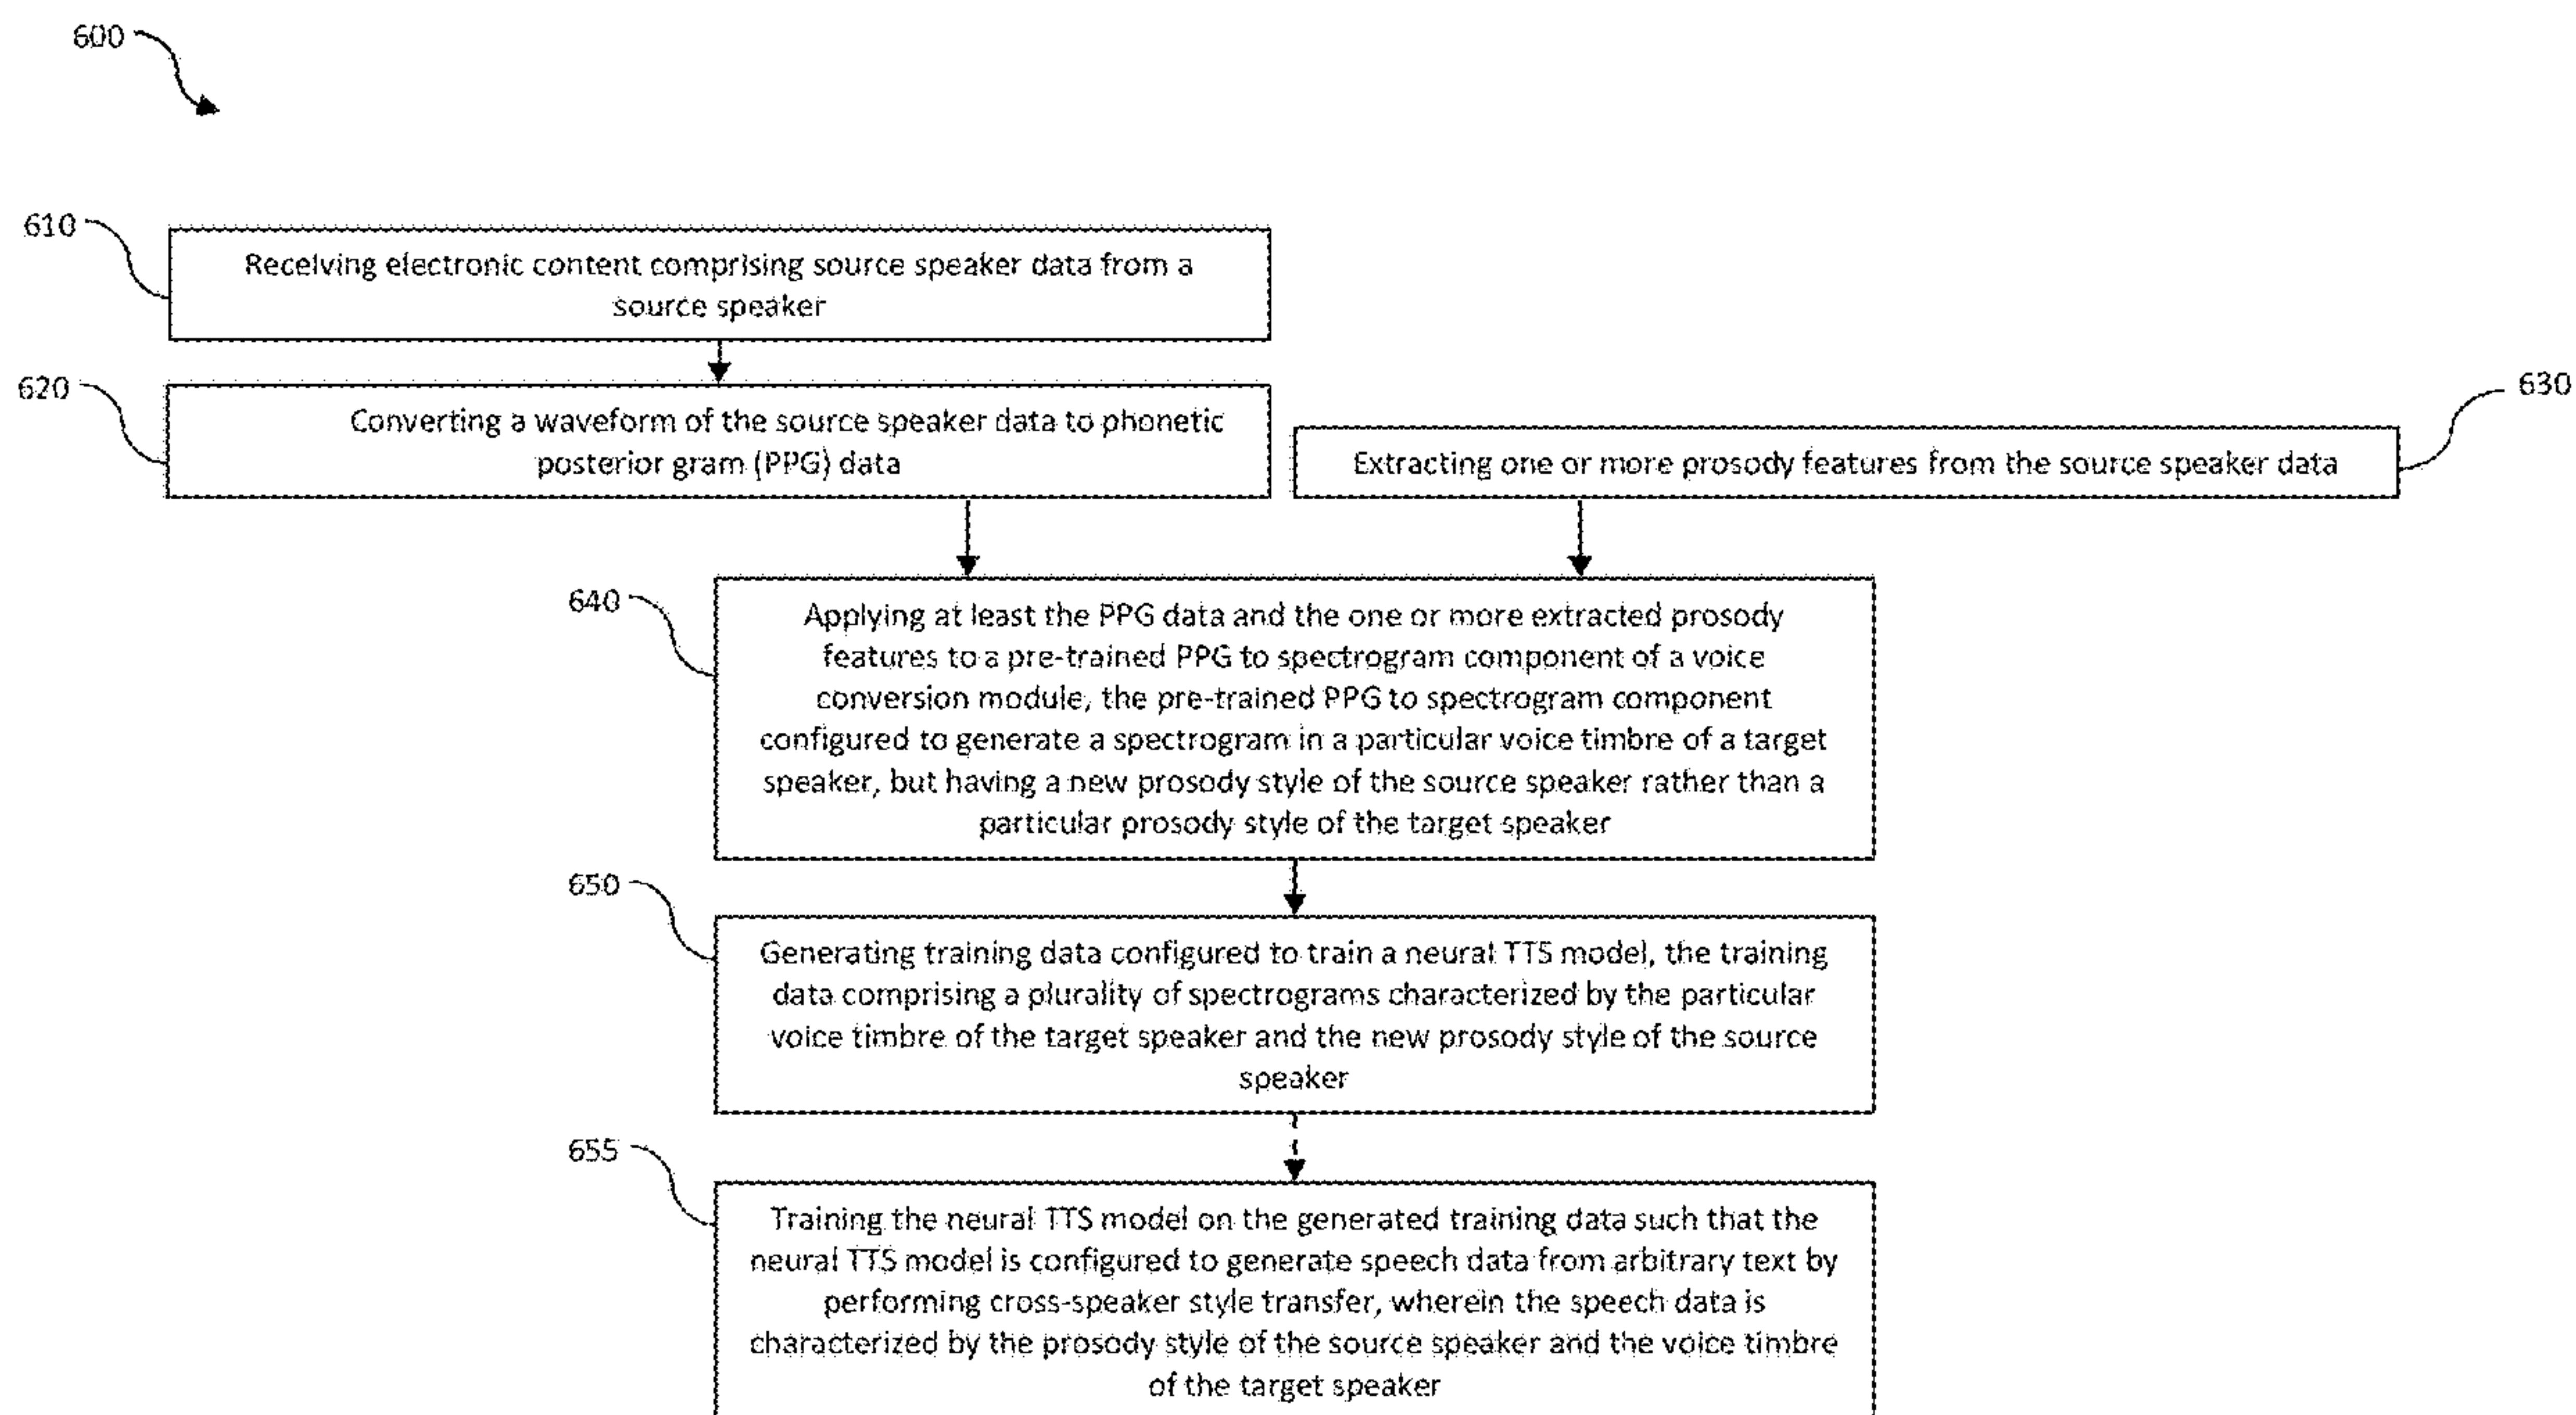 600
610
Receiving electronic content comprising source speaker data from a
source speaker
620
Converting a waveform of the source speaker data to phonetic
posterior gram (PPG) data
630
Extracting one or more prosody features from the source speaker data
640
Applying at least the PPG data and the one or more extracted prosody
features to a pre-trained PPG to spectrogram component of a voice
conversion module, the pre-trained PPG to spectrogram component
configured to generate a spectrogram in a particular voice timbre of a target
speaker, but having a new prosody style of the source speaker rather than a
particular prosody style of the target speaker
650
Generating training data configured to train a neural TTS model, the training
data comprising a plurality of spectrograms characterized by the particular
voice timbre of the target speaker and the new prosody style of the source
speaker
655
Training the neural TTS model on the generated training data such that the
neural TTS model is configured to generate speech data from arbitrary text by
performing cross-speaker style transfer, wherein the speech data is
characterized by the prosody style of the source speaker and the voice timbre
of the target speaker